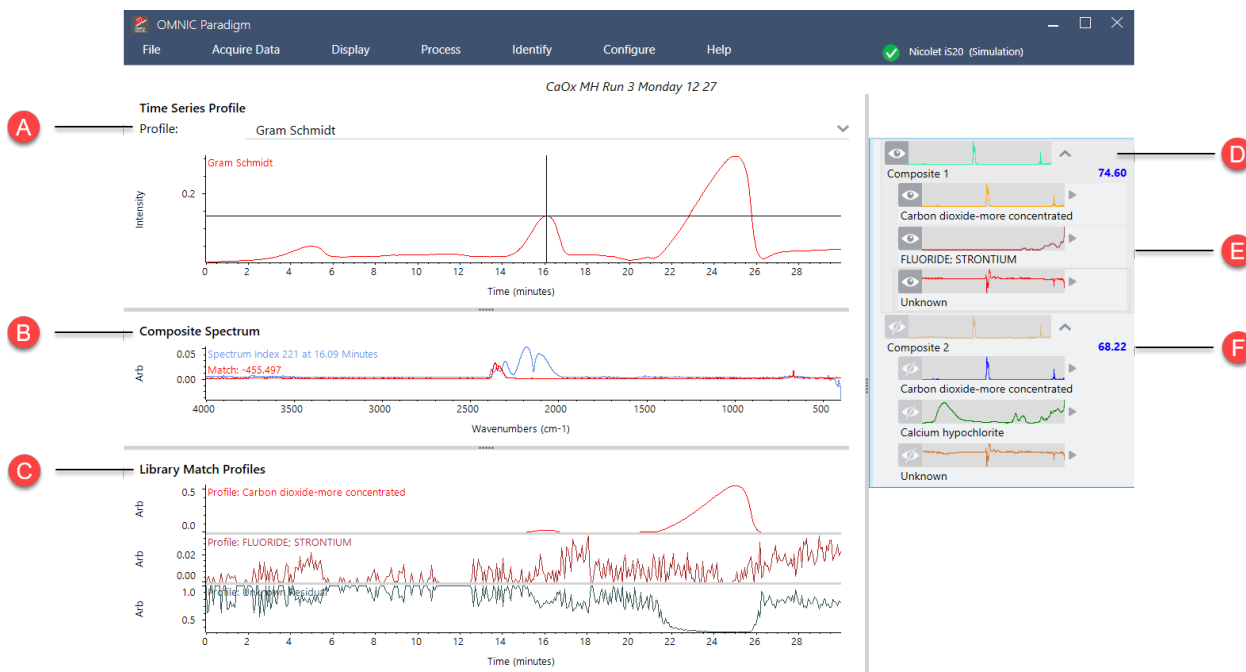 OMNIC Paradigm
File Acquire Data Display Process Identify Configure Help Nicolet iS20 (Simulation)
CaOx MH Run 3 Monday 12 27
Time Series Profile
A Profile: Gram Schmidt
Gram Schmidt
0.2
Intensity
0 2 4 6 8 10 12 14 16 18 20 22 24 26 28
Time (minutes)
B Composite Spectrum
Spectrum Index 221 at 16.09 Minutes
Match: -455.497
0.05
0.00
Arb
4000 3500 3000 2500 2000 1500 1000 500
Wavenumbers (cm-1)
C Library Match Profiles
Profile: Carbon dioxide-more concentrated
0.5
0.0
Arb
Profile: FLUORIDE; STRONTIUM
0.02
0.00
Arb
Profile: Unknown Residual
1.0
0.5
Arb
0 2 4 6 8 10 12 14 16 18 20 22 24 26 28
Time (minutes)
D
Composite 1 74.60
Carbon dioxide-more concentrated
E
FLUORIDE; STRONTIUM
Unknown
Composite 2 68.22 F
Carbon dioxide-more concentrated
Calcium hypochlorite
Unknown